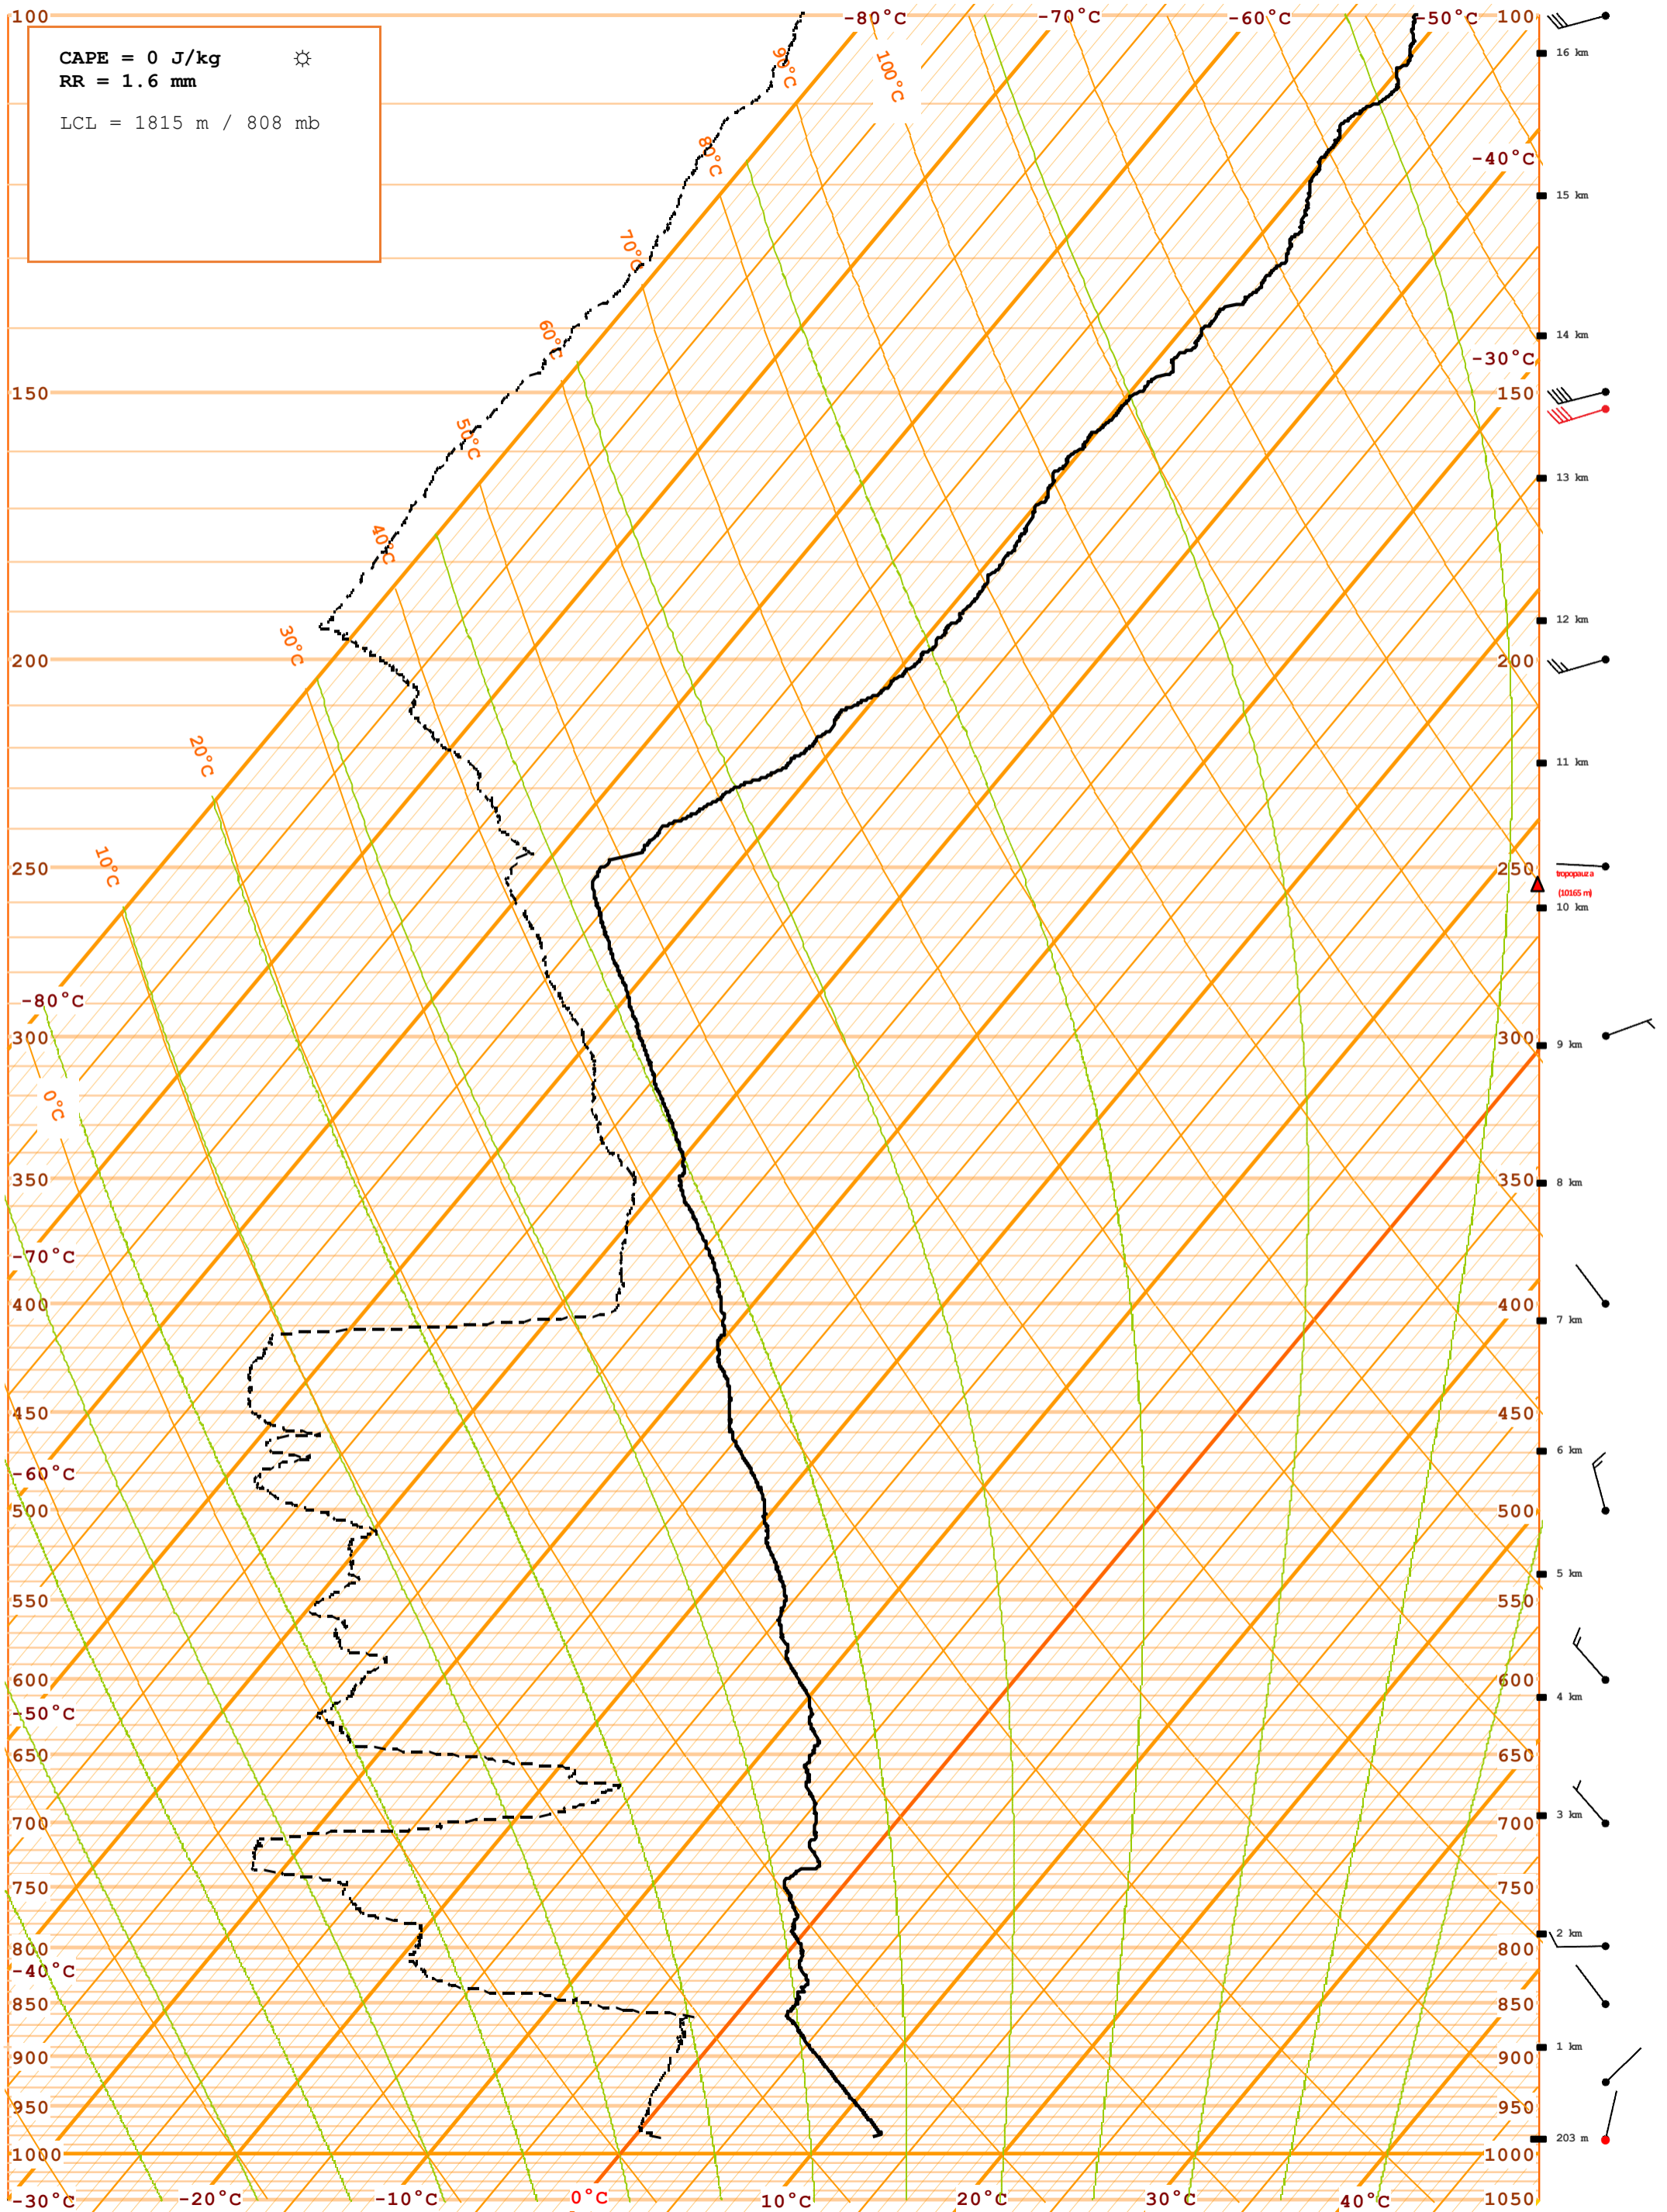 100
-80°C
-70°C
-60°C
-50°C
100
CAPE = 0 J/kg ☼
RR = 1.6 mm
LCL = 1815 m / 808 mb
16 km
90°C
100°C
80°C
-40°C
15 km
70°C
60°C
14 km
-30°C
150
150
50°C
13 km
40°C
12 km
30°C
200
200
20°C
11 km
10°C
250
250
tropopauza
(10165 m)
10 km
-80°C
300
300
9 km
0°C
350
350
8 km
-70°C
400
400
7 km
450
450
6 km
-60°C
500
500
5 km
550
550
600
600
4 km
-50°C
650
650
3 km
700
700
750
750
2 km
800
800
-40°C
850
850
1 km
900
900
950
950
203 m
1000
1000
-30°C
-20°C
-10°C
0°C
10°C
20°C
30°C
40°C
1050